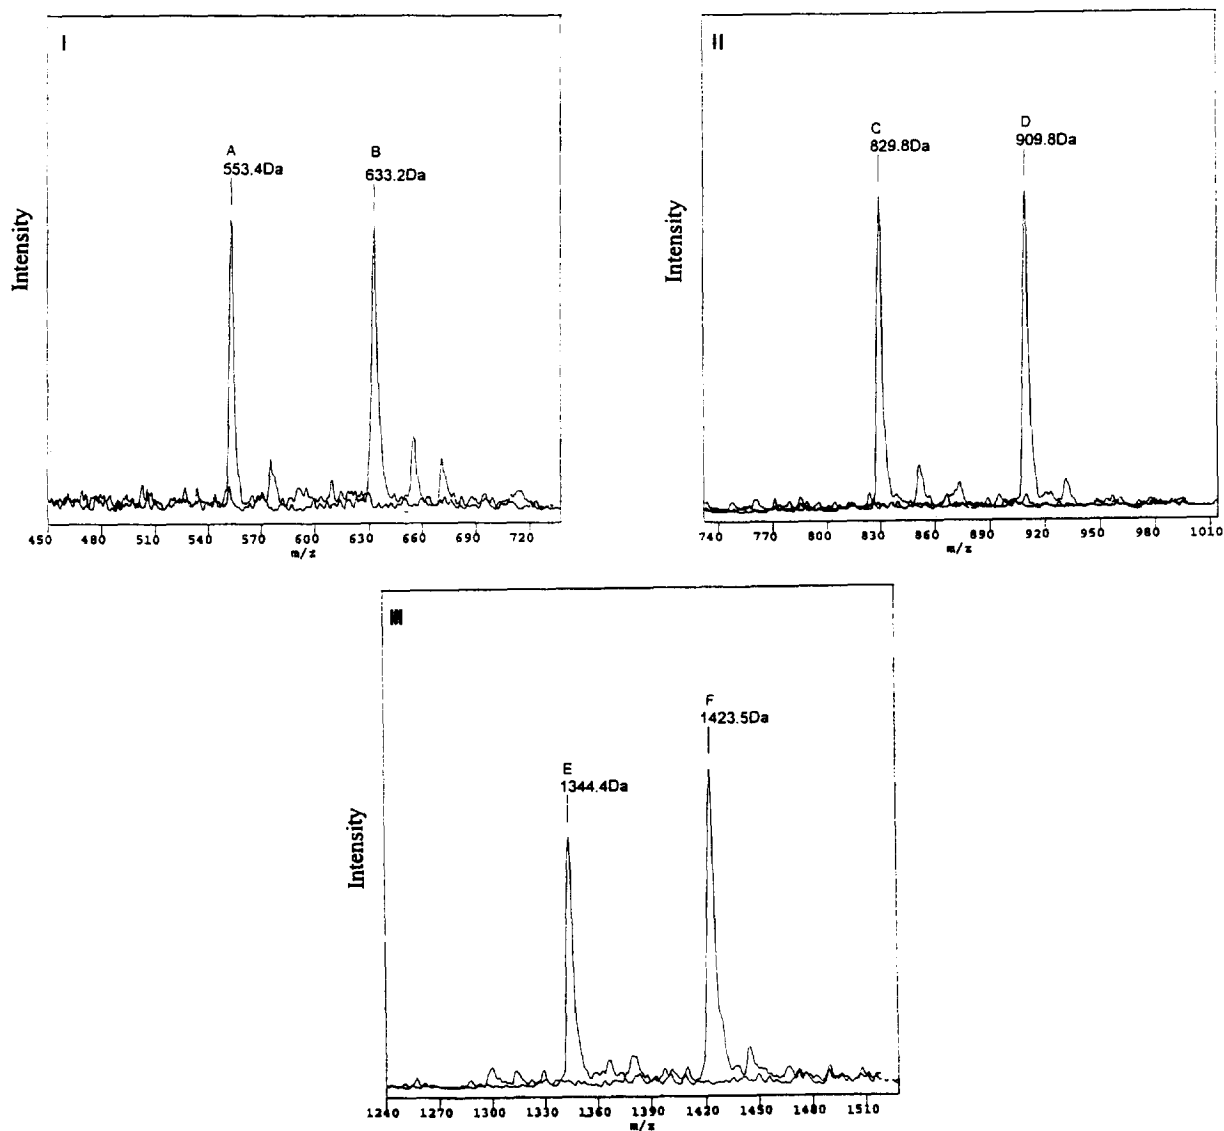 I
A
553.4Da
B
633.2Da
Intensity
450 480 510 540 570 600 630 660 690 720
m/z
II
C
829.8Da
D
909.8Da
Intensity
740 770 800 830 860 890 920 950 980 1010
m/z
III
E
1344.4Da
F
1423.5Da
Intensity
1240 1270 1300 1330 1360 1390 1420 1450 1480 1510
m/z